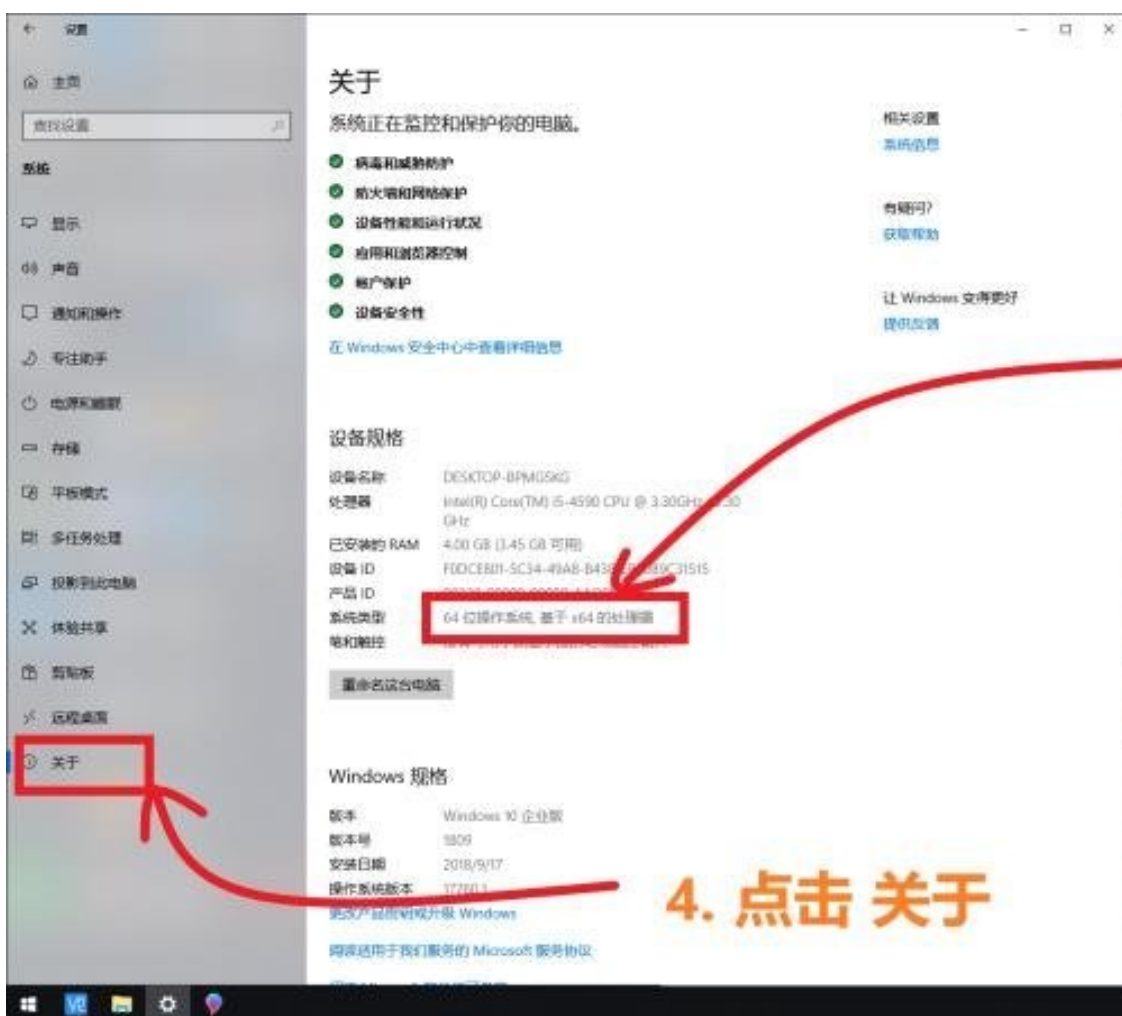 设置
主页
查找设置
系统
显示
声音
通知和操作
专注助手
电源和睡眠
存储
平板模式
多任务处理
投影到此电脑
体验共享
剪贴板
远程桌面
关于
关于
系统正在监控和保护你的电脑。
病毒和威胁防护
防火墙和网络保护
设备性能和运行状况
应用和浏览器控制
帐户保护
设备安全性
在 Windows 安全中心中查看详细信息
相关设置
系统信息
有疑问?
获取帮助
让 Windows 变得更好
提供反馈
设备规格
设备名称 DESKTOP-BPMG5KG
处理器 Intel(R) Core(TM) i5-4590 CPU @ 3.30GHz
GHz
已安装的 RAM 4.00 GB (3.45 GB 可用)
设备 ID
产品 ID
系统类型 64 位操作系统, 基于 x64 的处理器
笔和触控
重命名这台电脑
Windows 规格
版本 Windows 10 企业版
版本号 1809
安装日期 2018/9/17
操作系统版本
更改产品密钥或升级 Windows
阅读适用于我们服务的 Microsoft 服务协议
4. 点击 关于